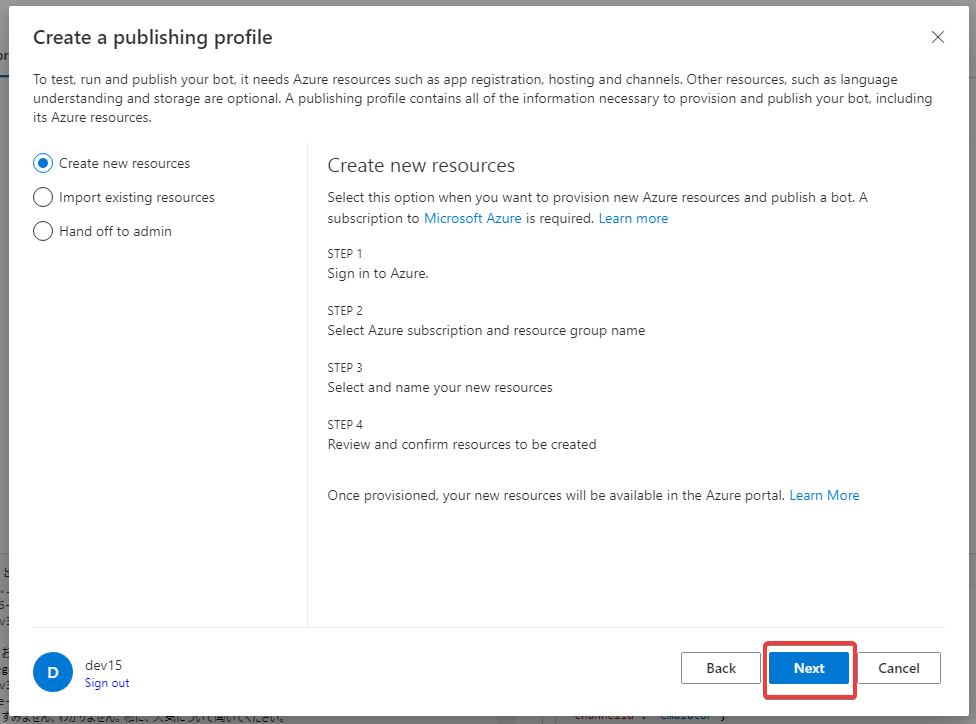 Create a publishing profile
To test, run and publish your bot, it needs Azure resources such as app registration, hosting and channels. Other resources, such as language
understanding and storage are optional. A publishing profile contains all of the information necessary to provision and publish your bot, including
its Azure resources.
Create new resources
Import existing resources
Hand off to admin
Create new resources
Select this option when you want to provision new Azure resources and publish a bot. A
subscription to Microsoft Azure is required. Learn more
STEP 1
Sign in to Azure.
STEP 2
Select Azure subscription and resource group name
STEP 3
Select and name your new resources
STEP 4
Review and confirm resources to be created
Once provisioned, your new resources will be available in the Azure portal. Learn More
D
dev15
Sign out
Back
Next
Cancel